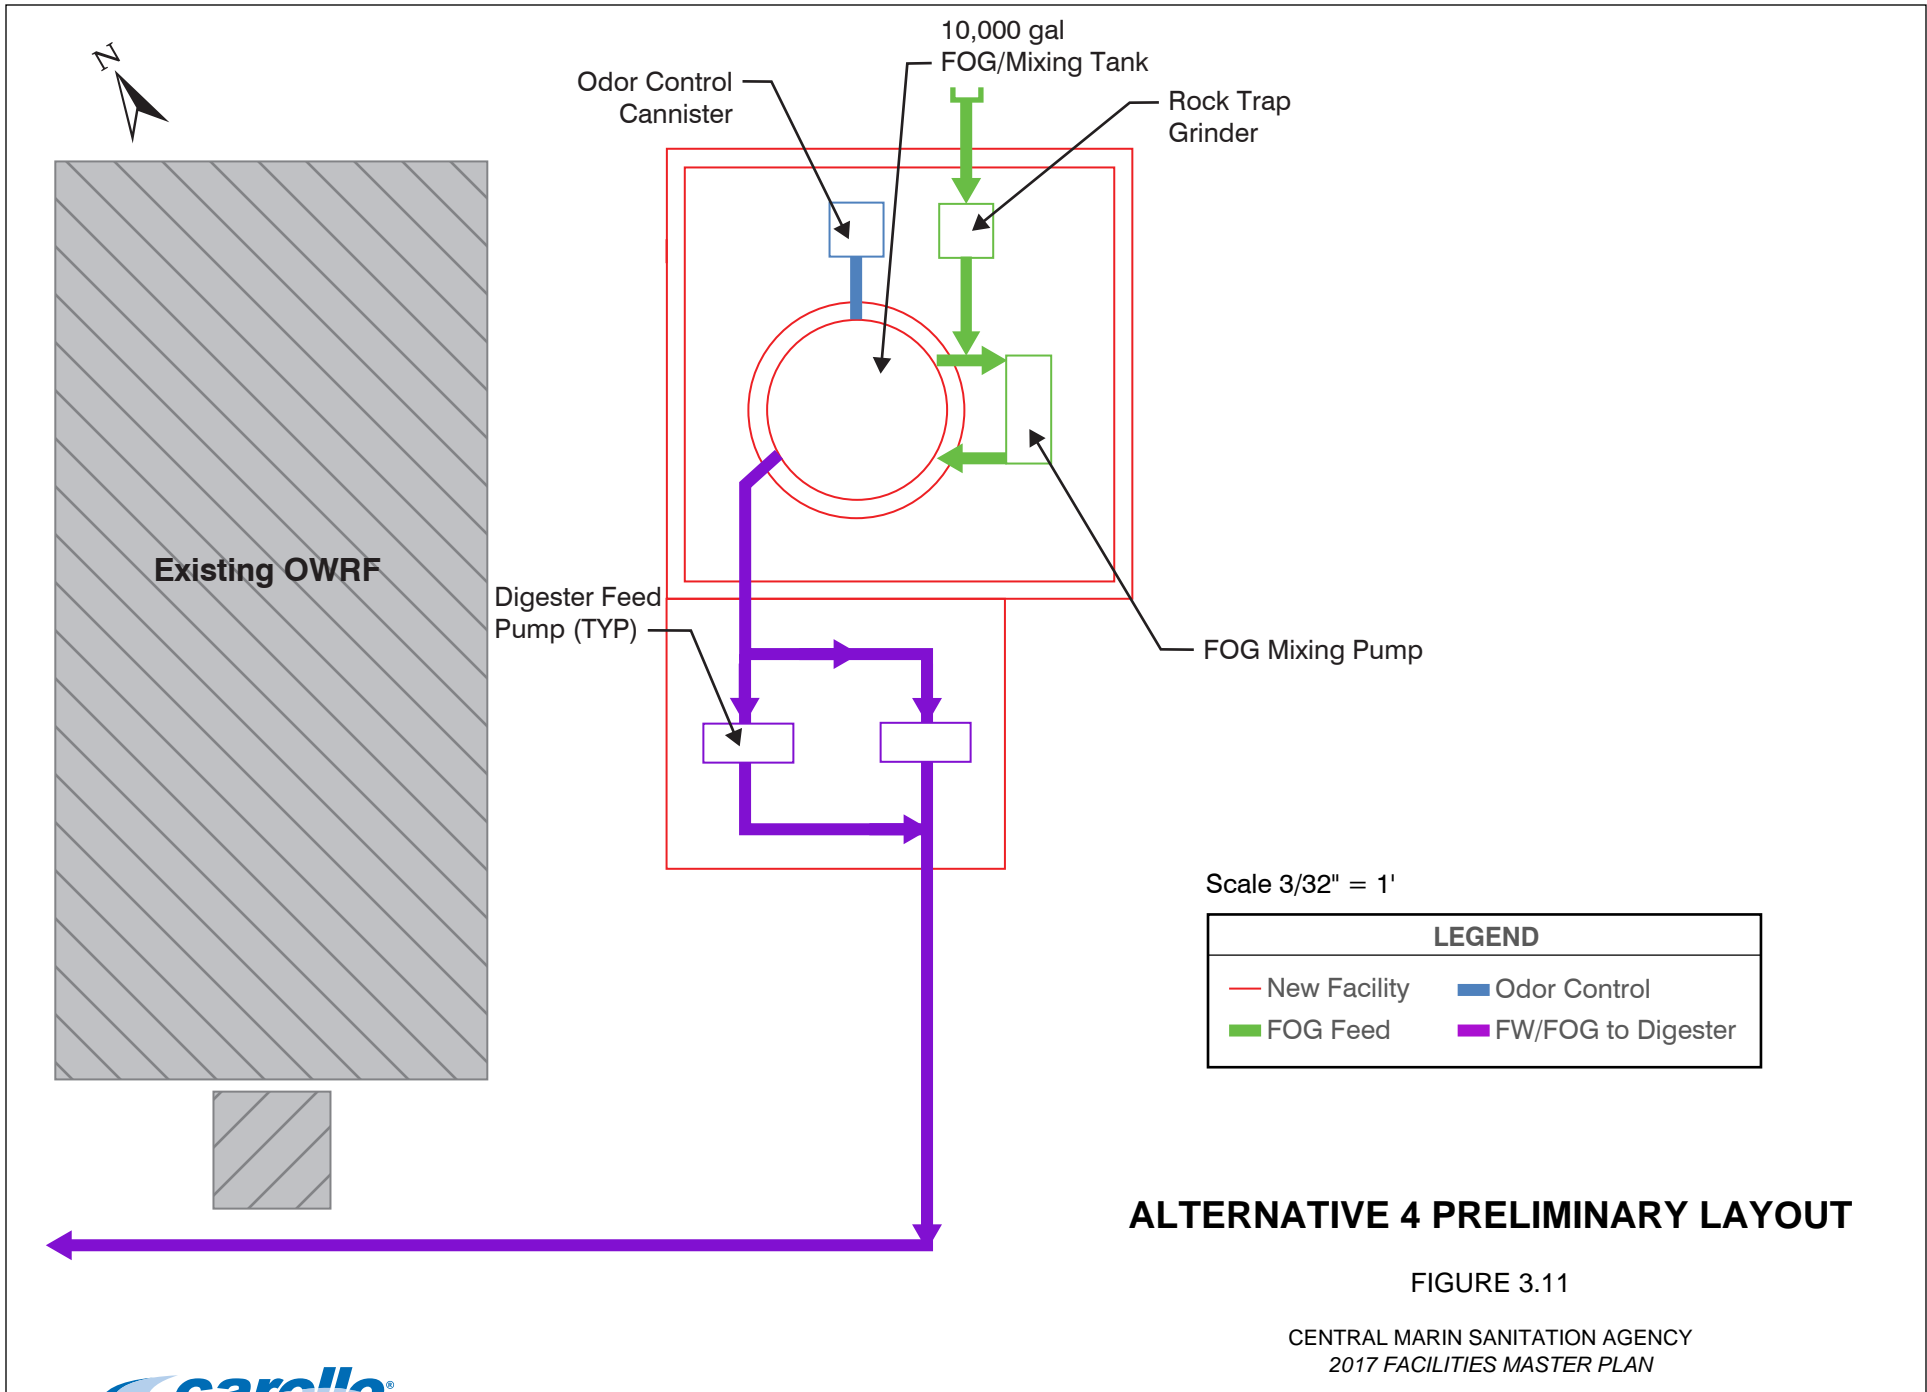 N
10,000 gal
FOG/Mixing Tank
Odor Control
Cannister
Rock Trap
Grinder
Existing OWRF
Digester Feed
Pump (TYP)
FOG Mixing Pump
Scale 3/32" = 1'
LEGEND
New Facility
Odor Control
FOG Feed
FW/FOG to Digester
ALTERNATIVE 4 PRELIMINARY LAYOUT
FIGURE 3.11
CENTRAL MARIN SANITATION AGENCY
2017 FACILITIES MASTER PLAN
carollo®